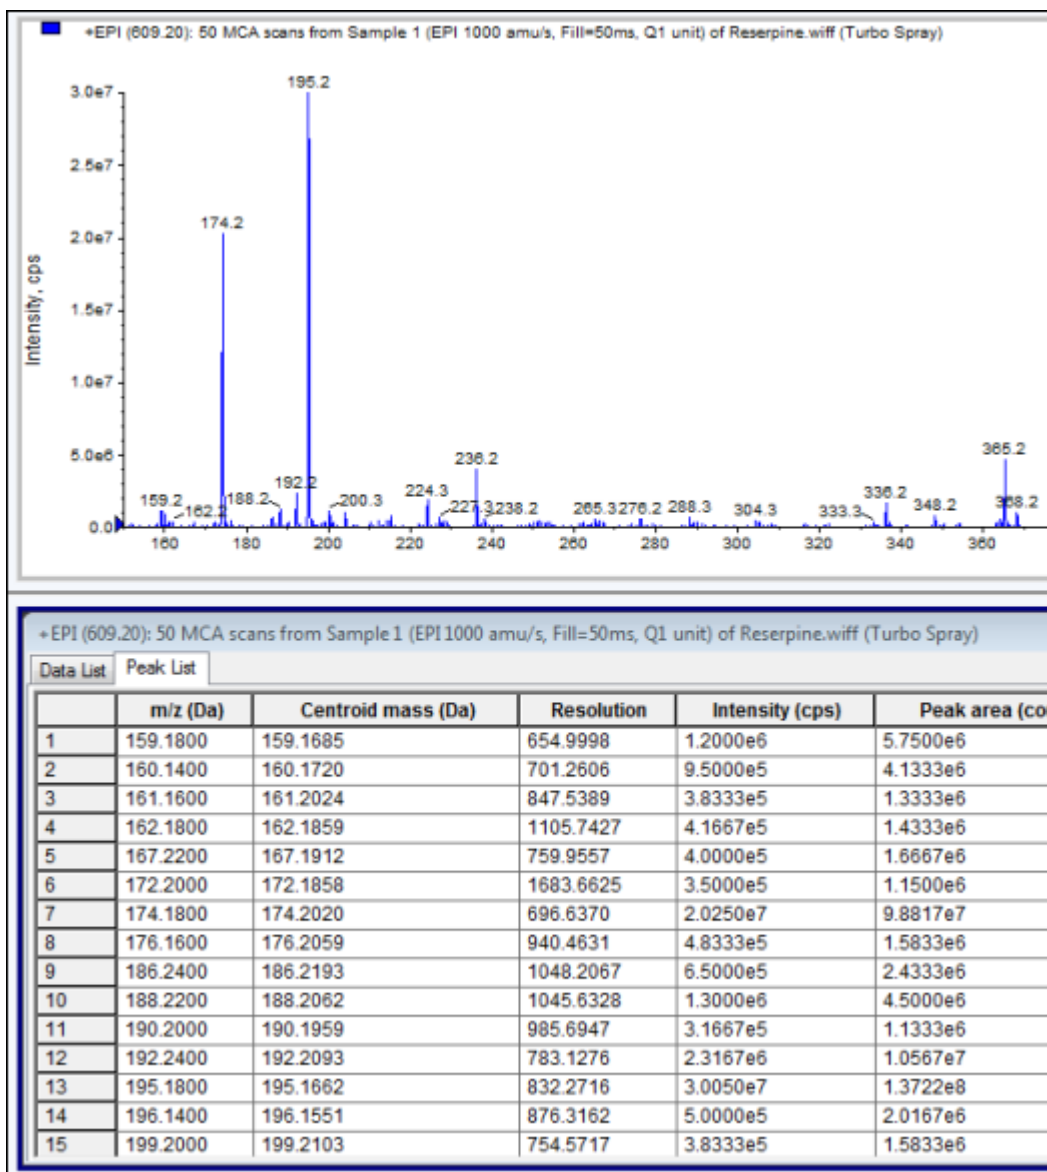 +EPI (609.20): 50 MCA scans from Sample 1 (EPI 1000 amu/s, Fill=50ms, Q1 unit) of Reserpine.wiff (Turbo Spray)
195.2
3.0e7
2.5e7
174.2
2.0e7
Intensity, cps
1.5e7
1.0e7
5.0e6
236.2
365.2
159.2 162.2 188.2 192.2 200.3 224.3 227.3 238.2 265.3 276.2 288.3 304.3 333.3 336.2 348.2 368.2
0.0
160 180 200 220 240 260 280 300 320 340 360
+EPI (609.20): 50 MCA scans from Sample 1 (EPI 1000 amu/s, Fill=50ms, Q1 unit) of Reserpine.wiff (Turbo Spray)
Data List Peak List
m/z (Da) Centroid mass (Da) Resolution Intensity (cps) Peak area (co
1 159.1800 159.1685 654.9998 1.2000e6 5.7500e6
2 160.1400 160.1720 701.2606 9.5000e5 4.1333e6
3 161.1600 161.2024 847.5389 3.8333e5 1.3333e6
4 162.1800 162.1859 1105.7427 4.1667e5 1.4333e6
5 167.2200 167.1912 759.9557 4.0000e5 1.6667e6
6 172.2000 172.1858 1683.6625 3.5000e5 1.1500e6
7 174.1800 174.2020 696.6370 2.0250e7 9.8817e7
8 176.1600 176.2059 940.4631 4.8333e5 1.5833e6
9 186.2400 186.2193 1048.2067 6.5000e5 2.4333e6
10 188.2200 188.2062 1045.6328 1.3000e6 4.5000e6
11 190.2000 190.1959 985.6947 3.1667e5 1.1333e6
12 192.2400 192.2093 783.1276 2.3167e6 1.0567e7
13 195.1800 195.1662 832.2716 3.0050e7 1.3722e8
14 196.1400 196.1551 876.3162 5.0000e5 2.0167e6
15 199.2000 199.2103 754.5717 3.8333e5 1.5833e6